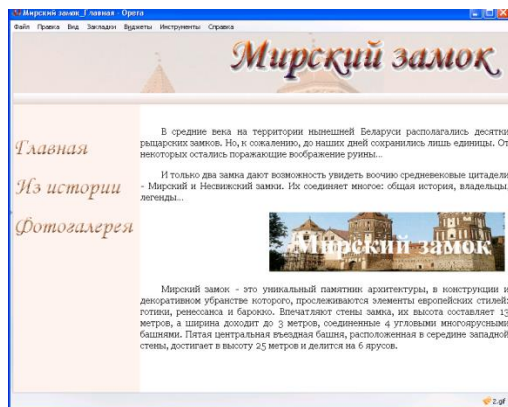 Мирский замок_Главная - Opera
Файл Правка Вид Закладки Виджеты Инструменты Справка
Мирский замок
Главная
Из истории
Фотогалерея
В средние века на территории нынешней Беларуси располагались десятки
рыцарских замков. Но, к сожалению, до наших дней сохранились лишь единицы. От
некоторых остались поражающие воображение руины...
И только два замка дают возможность увидеть воочию средневековые цитадели
- Мирский и Несвижский замки. Их соединяет многое: общая история, владельцы,
легенды...
Мирский замок
Мирский замок - это уникальный памятник архитектуры, в конструкции и
декоративном убранстве которого, прослеживаются элементы европейских стилей:
готики, ренессанса и барокко. Впечатляют стены замка, их высота составляет 13
метров, а ширина доходит до 3 метров, соединенные 4 угловыми многоярусными
башнями. Пятая центральная въездная башня, расположенная в середине западной
стены, достигает в высоту 25 метров и делится на 6 ярусов.
2.gif